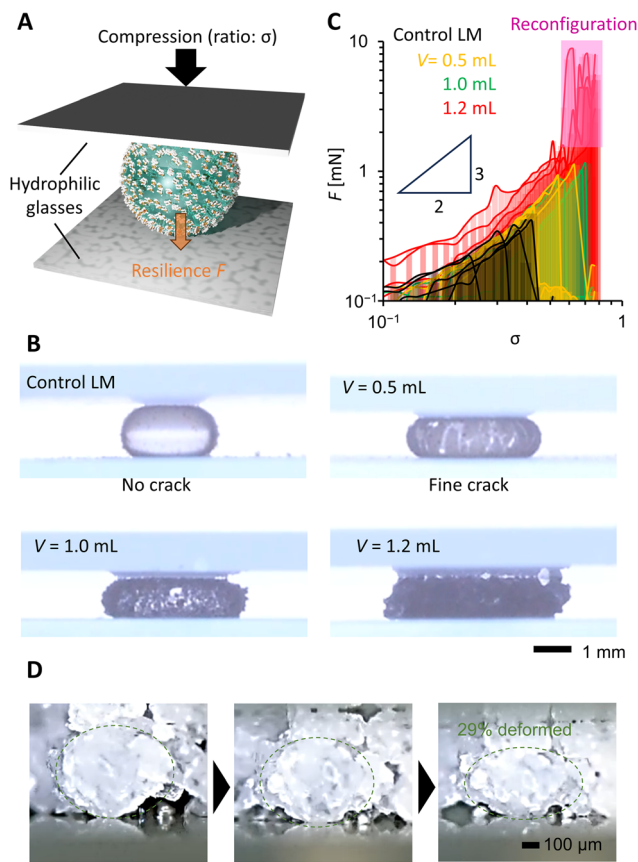 A
Compression (ratio: σ)
Hydrophilic
glasses
Resilience F
C
Reconfiguration
Control LM
V= 0.5 mL
1.0 mL
1.2 mL
3
2
F [mN]
10
1
10⁻¹
10⁻¹
1
σ
B
Control LM
V = 0.5 mL
No crack
Fine crack
V = 1.0 mL
V = 1.2 mL
1 mm
D
29% deformed
100 μm